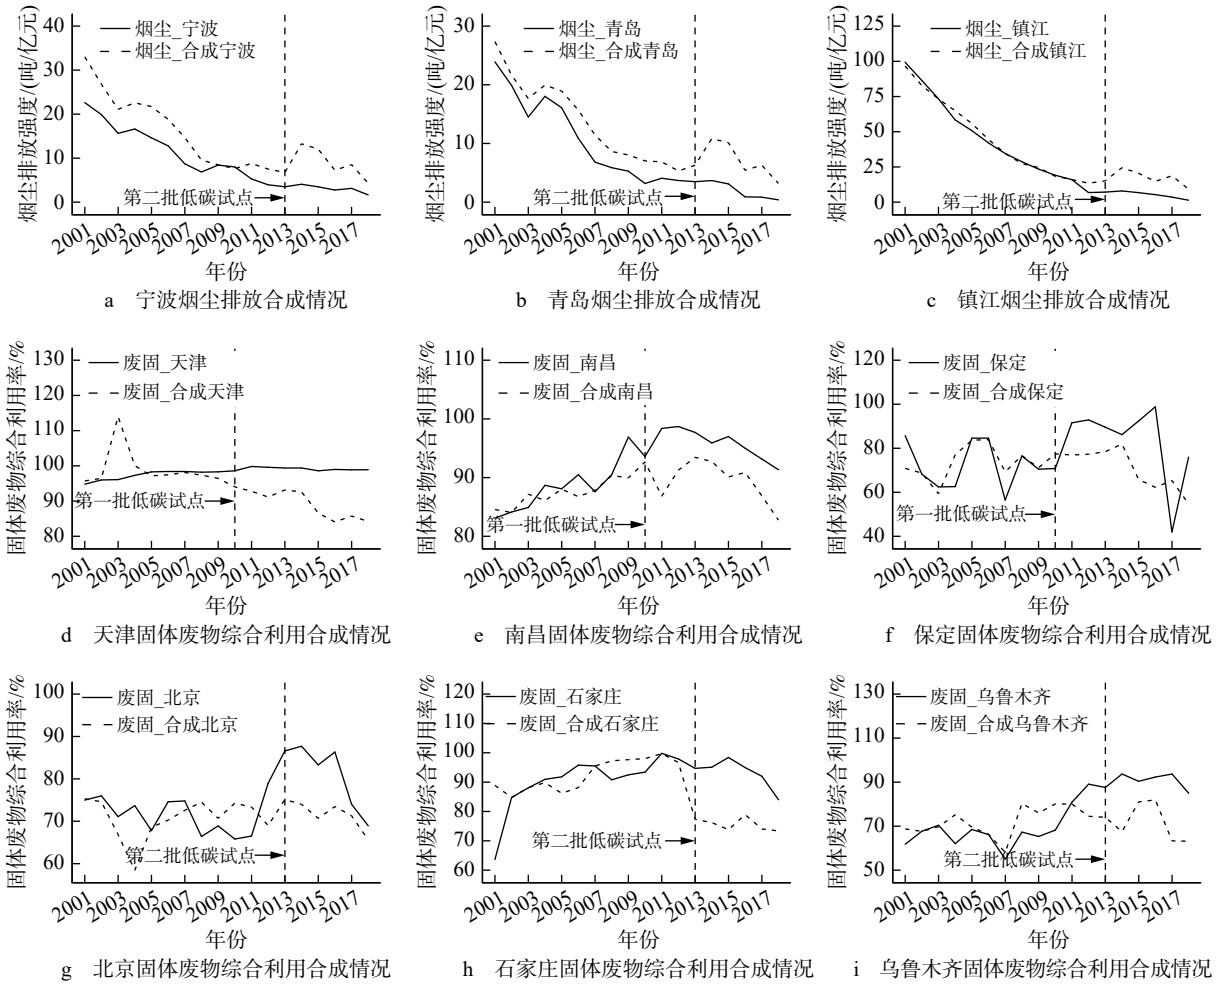 烟尘排放强度/(吨/亿元)
40
30
20
10
0
烟尘_宁波
烟尘_合成宁波
第二批低碳试点
2001 2003 2005 2007 2009 2011 2013 2015 2017
年份
a 宁波烟尘排放合成情况
烟尘排放强度/(吨/亿元)
30
20
10
0
烟尘_青岛
烟尘_合成青岛
第二批低碳试点
2001 2003 2005 2007 2009 2011 2013 2015 2017
年份
b 青岛烟尘排放合成情况
烟尘排放强度/(吨/亿元)
125
100
75
50
25
0
烟尘_镇江
烟尘_合成镇江
第二批低碳试点
2001 2003 2005 2007 2009 2011 2013 2015 2017
年份
c 镇江烟尘排放合成情况
固体废物综合利用率/%
130
120
110
100
90
80
废固_天津
废固_合成天津
第一批低碳试点
2001 2003 2005 2007 2009 2011 2013 2015 2017
年份
d 天津固体废物综合利用合成情况
固体废物综合利用率/%
110
100
90
80
废固_南昌
废固_合成南昌
第一批低碳试点
2001 2003 2005 2007 2009 2011 2013 2015 2017
年份
e 南昌固体废物综合利用合成情况
固体废物综合利用率/%
120
100
80
60
40
废固_保定
废固_合成保定
第一批低碳试点
2001 2003 2005 2007 2009 2011 2013 2015 2017
年份
f 保定固体废物综合利用合成情况
固体废物综合利用率/%
100
90
80
70
60
废固_北京
废固_合成北京
第二批低碳试点
2001 2003 2005 2007 2009 2011 2013 2015 2017
年份
g 北京固体废物综合利用合成情况
固体废物综合利用率/%
120
110
100
90
80
70
60
废固_石家庄
废固_合成石家庄
第二批低碳试点
2001 2003 2005 2007 2009 2011 2013 2015 2017
年份
h 石家庄固体废物综合利用合成情况
固体废物综合利用率/%
130
110
90
70
50
废固_乌鲁木齐
废固_合成乌鲁木齐
第二批低碳试点
2001 2003 2005 2007 2009 2011 2013 2015 2017
年份
i 乌鲁木齐固体废物综合利用合成情况